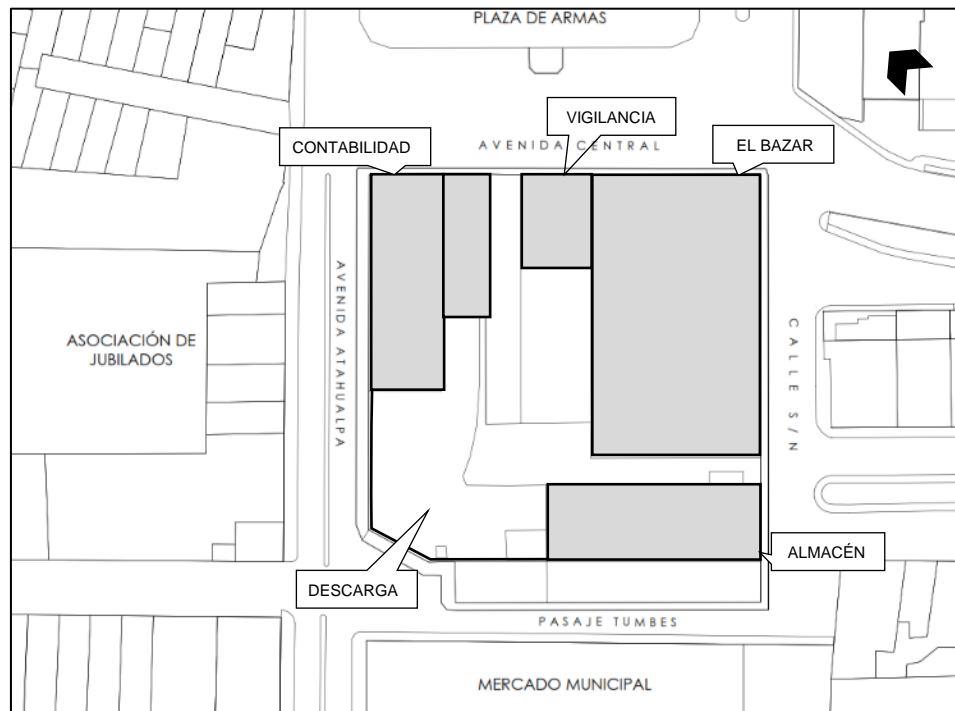 PLAZA DE ARMAS
VIGILANCIA
CONTABILIDAD
AVENIDA CENTRAL
EL BAZAR
AVENIDA ATAHUALPA
ASOCIACIÓN DE
JUBILADOS
CALLE S/N
ALMACÉN
DESCARGA
PASAJE TUMBES
MERCADO MUNICIPAL